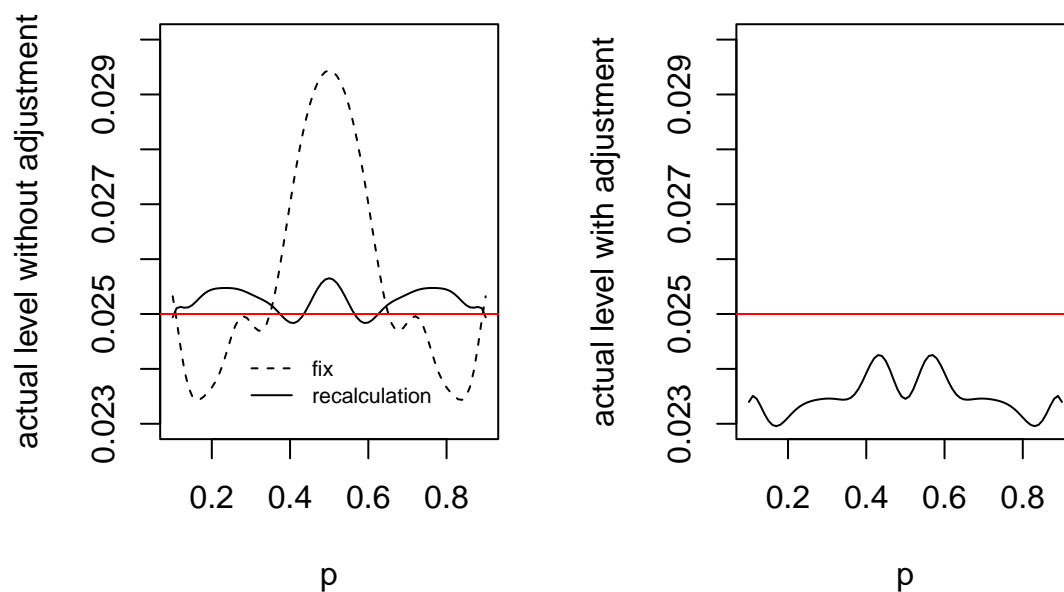 actual level without adjustment
0.029
0.027
0.025
0.023
fix
recalculation
0.2 0.4 0.6 0.8
p
actual level with adjustment
0.029
0.027
0.025
0.023
0.2 0.4 0.6 0.8
p